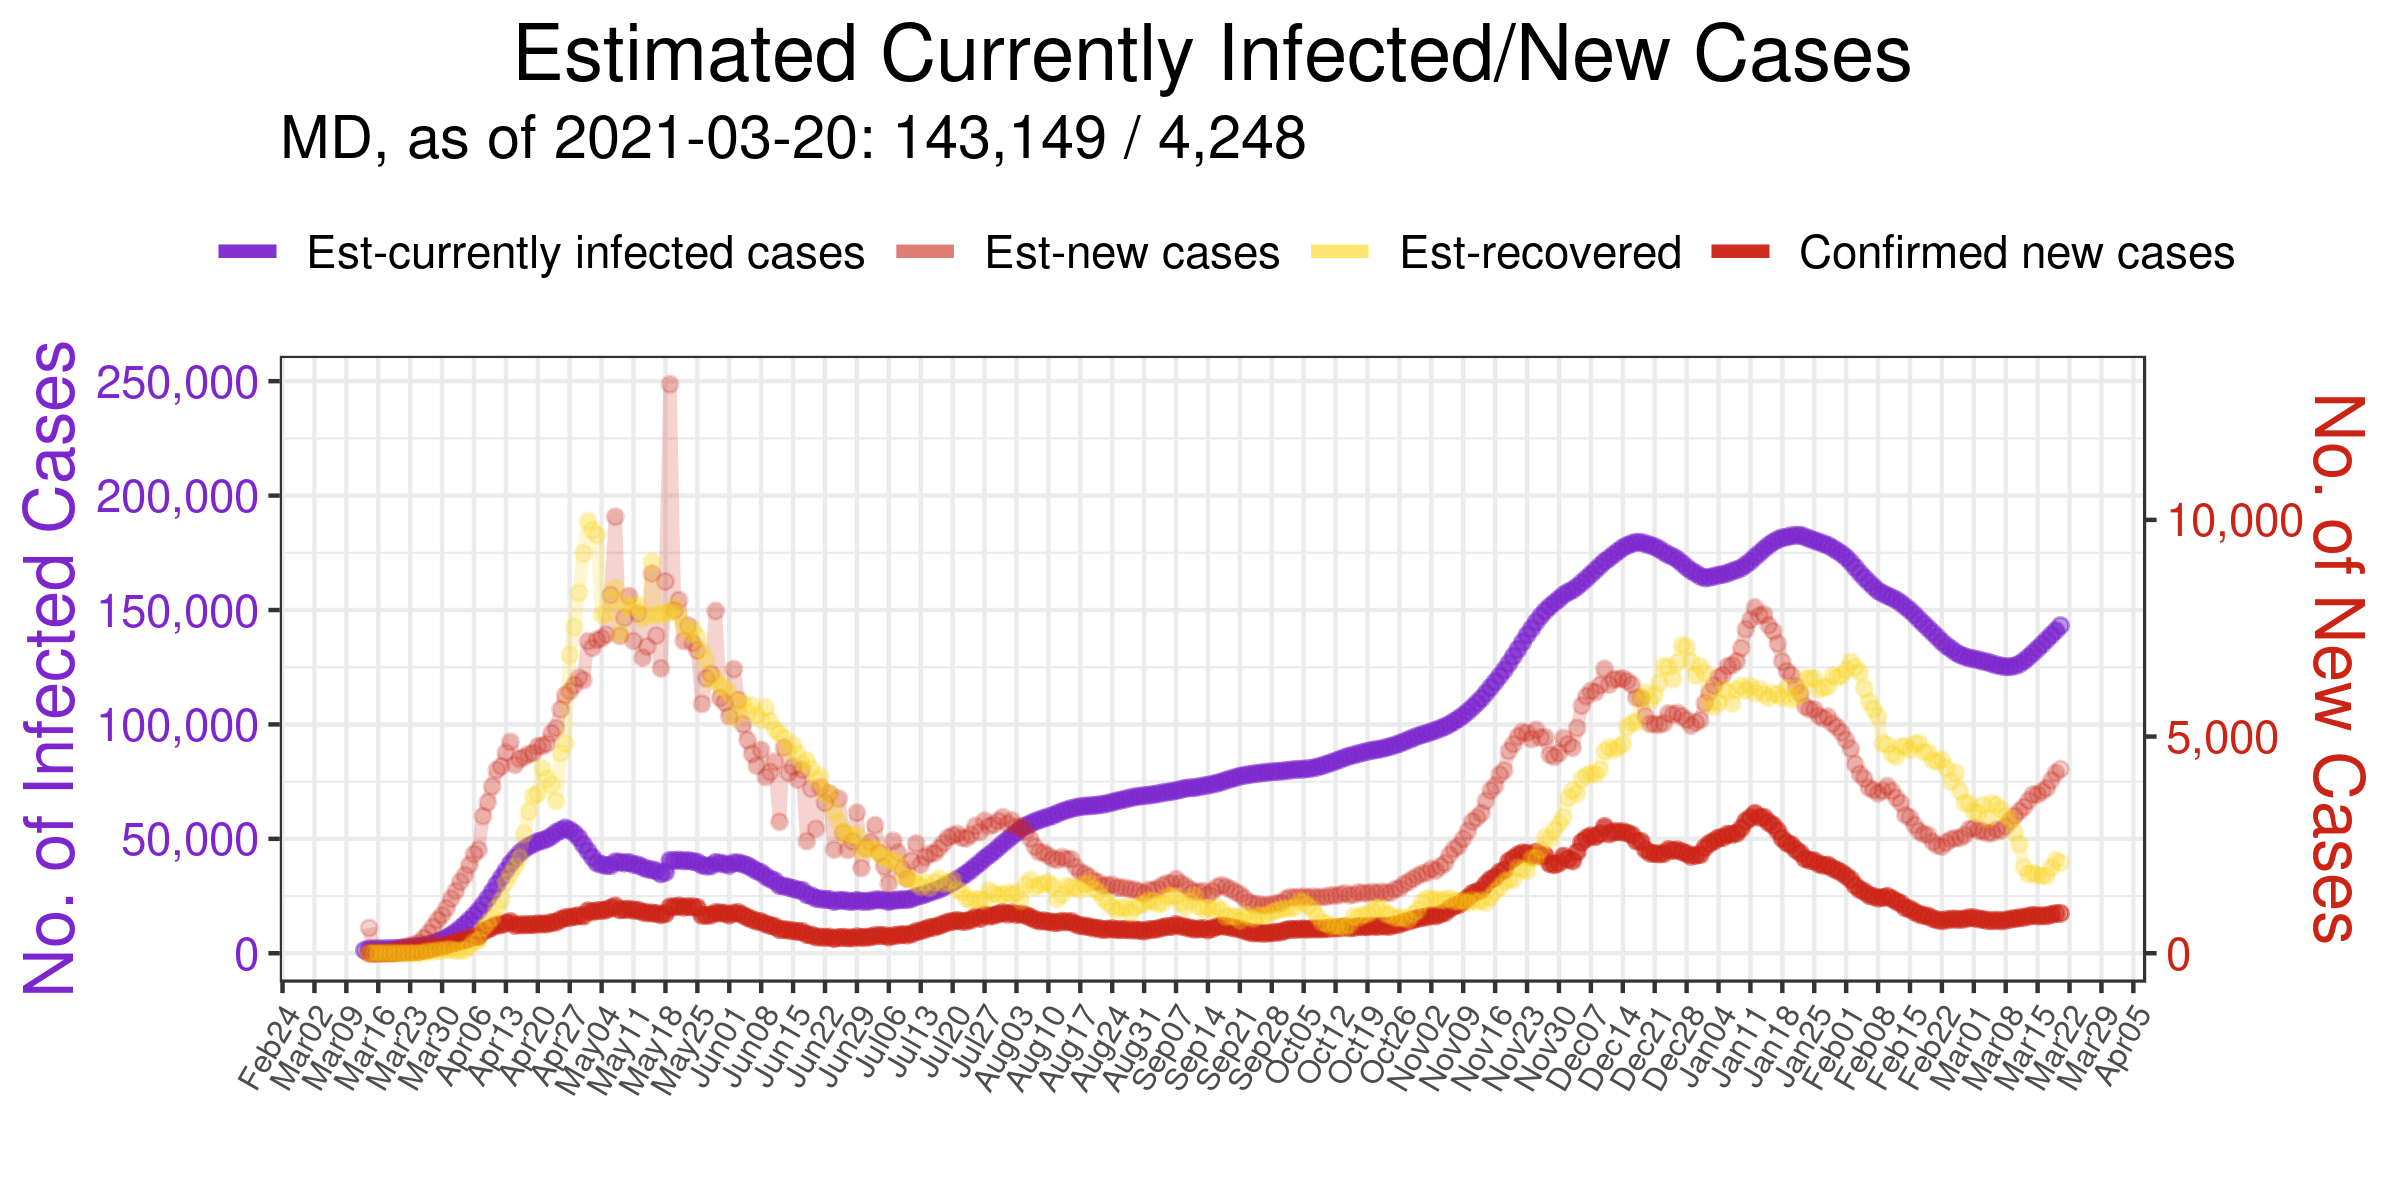 Estimated Currently Infected/New Cases
MD, as of 2021-03-20: 143,149 / 4,248
Est-currently infected cases Est-new cases Est-recovered Confirmed new cases
No. of Infected Cases
250,000
200,000
150,000
100,000
50,000
0
No. of New Cases
10,000
5,000
0
Feb24 Mar02 Mar09 Mar16 Mar23 Mar30 Apr06 Apr13 Apr20 Apr27 May04 May11 May18 May25 Jun01 Jun08 Jun15 Jun22 Jun29 Jul06 Jul13 Jul20 Jul27 Aug03 Aug10 Aug17 Aug24 Aug31 Sep07 Sep14 Sep21 Sep28 Oct05 Oct12 Oct19 Oct26 Nov02 Nov09 Nov16 Nov23 Nov30 Dec07 Dec14 Dec21 Dec28 Jan04 Jan11 Jan18 Jan25 Feb01 Feb08 Feb15 Feb22 Mar01 Mar08 Mar15 Mar22 Mar29 Apr05